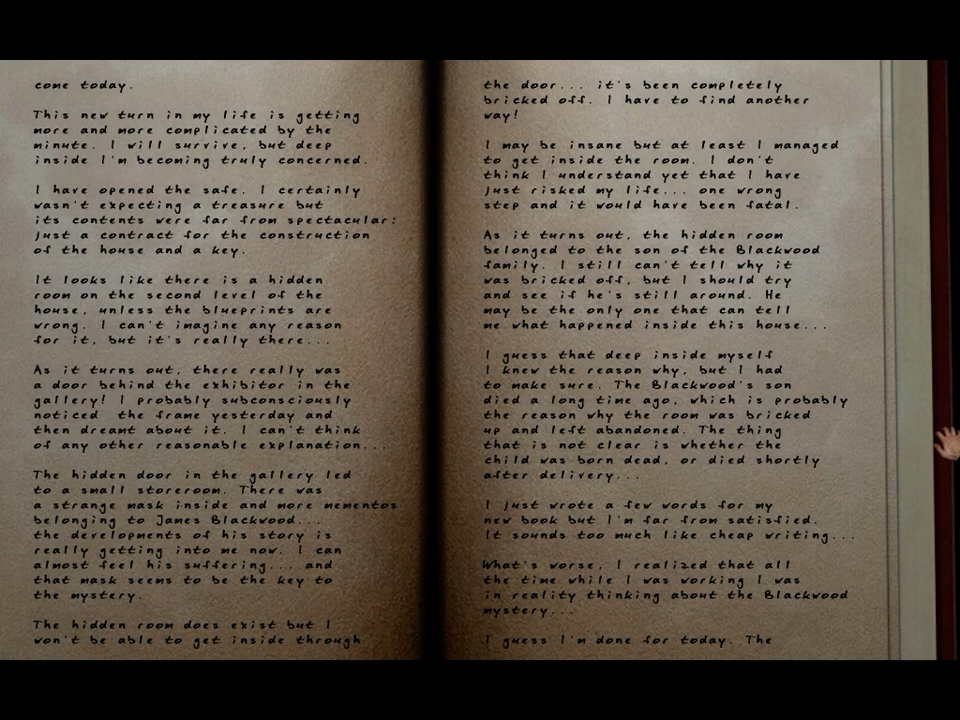 come today.
This new turn in my life is getting
more and more complicated by the
minute. I will survive, but deep
inside I'm becoming truly concerned.
I have opened the safe. I certainly
wasn't expecting a treasure but
its contents were far from spectacular:
just a contract for the construction
of the house and a key.
It looks like there is a hidden
room on the second level of the
house, unless the blueprints are
wrong. I can't imagine any reason
for it, but it's really there...
As it turns out, there really was
a door behind the exhibitor in the
gallery! I probably subconsciously
noticed the frame yesterday and
then dreamt about it. I can't think
of any other reasonable explanation...
The hidden door in the gallery led
to a small storeroom. There was
a strange mask inside and more mementos
belonging to James Blackwood...
the developments of his story is
really getting into me now. I can
almost feel his suffering... and
that mask seems to be the key to
the mystery.
The hidden room does exist but I
won't be able to get inside through
the door... it's been completely
bricked off. I have to find another
way!
I may be insane but at least I managed
to get inside the room. I don't
think I understand yet that I have
just risked my life... one wrong
step and it would have been fatal.
As it turns out, the hidden room
belonged to the son of the Blackwood
family. I still can't tell why it
was bricked off, but I should try
and see if he's still around. He
may be the only one that can tell
me what happened inside this house...
I guess that deep inside myself
I knew the reason why, but I had
to make sure. The Blackwood's son
died a long time ago, which is probably
the reason why the room was bricked
up and left abandoned. The thing
that is not clear is whether the
child was born dead, or died shortly
after delivery...
I just wrote a few words for my
new book but I'm far from satisfied.
It sounds too much like cheap writing...
What's worse, I realized that all
the time while I was working I was
in reality thinking about the Blackwood
mystery...
I guess I'm done for today. The